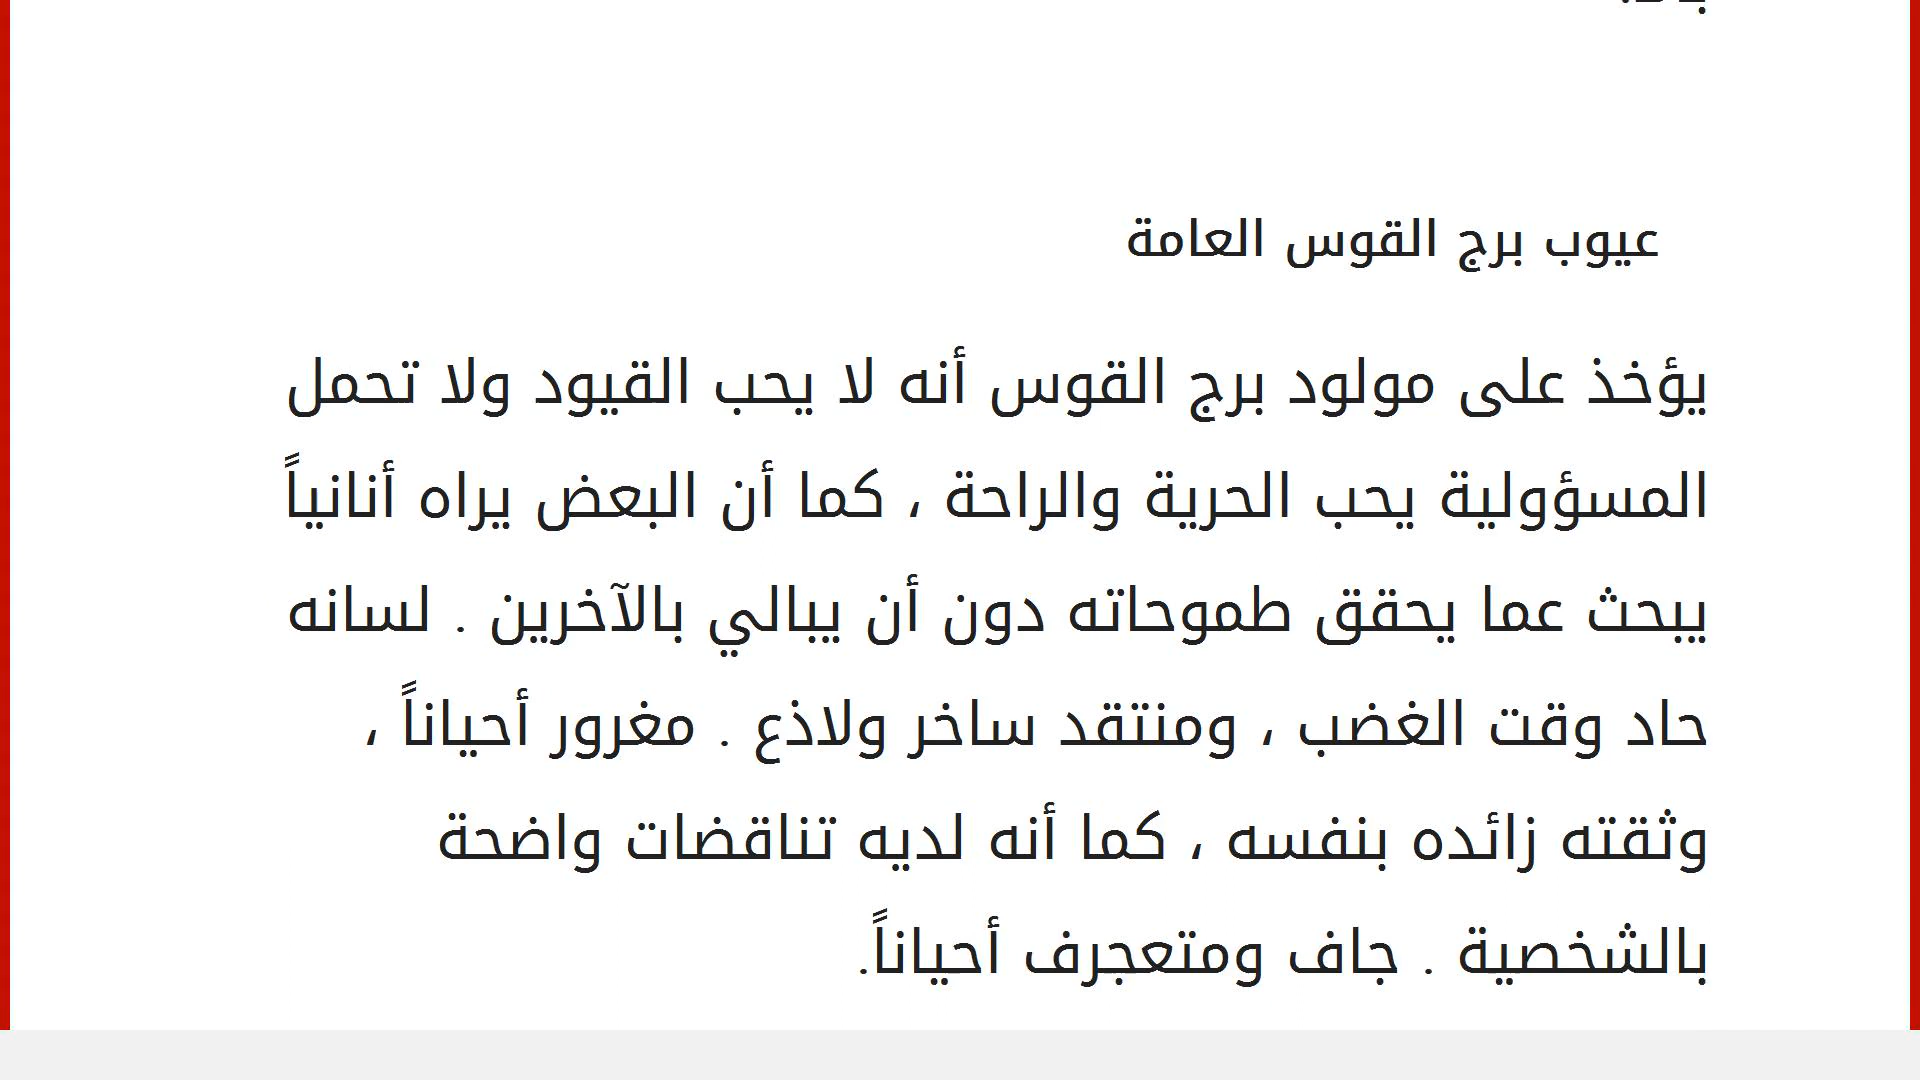 عيوب برج القوس العامة
يؤخذ على مولود برج القوس أنه لا يحب القيود ولا تحمل
المسؤولية يحب الحرية والراحة ، كما أن البعض يراه أنانياً
يبحث عما يحقق طموحاته دون أن يبالي بالآخرين . لسانه
حاد وقت الغضب ، ومنتقد ساخر ولاذع . مغرور أحياناً ،
وثقته زائده بنفسه ، كما أنه لديه تناقضات واضحة
بالشخصية . جاف ومتعجرف أحياناً.